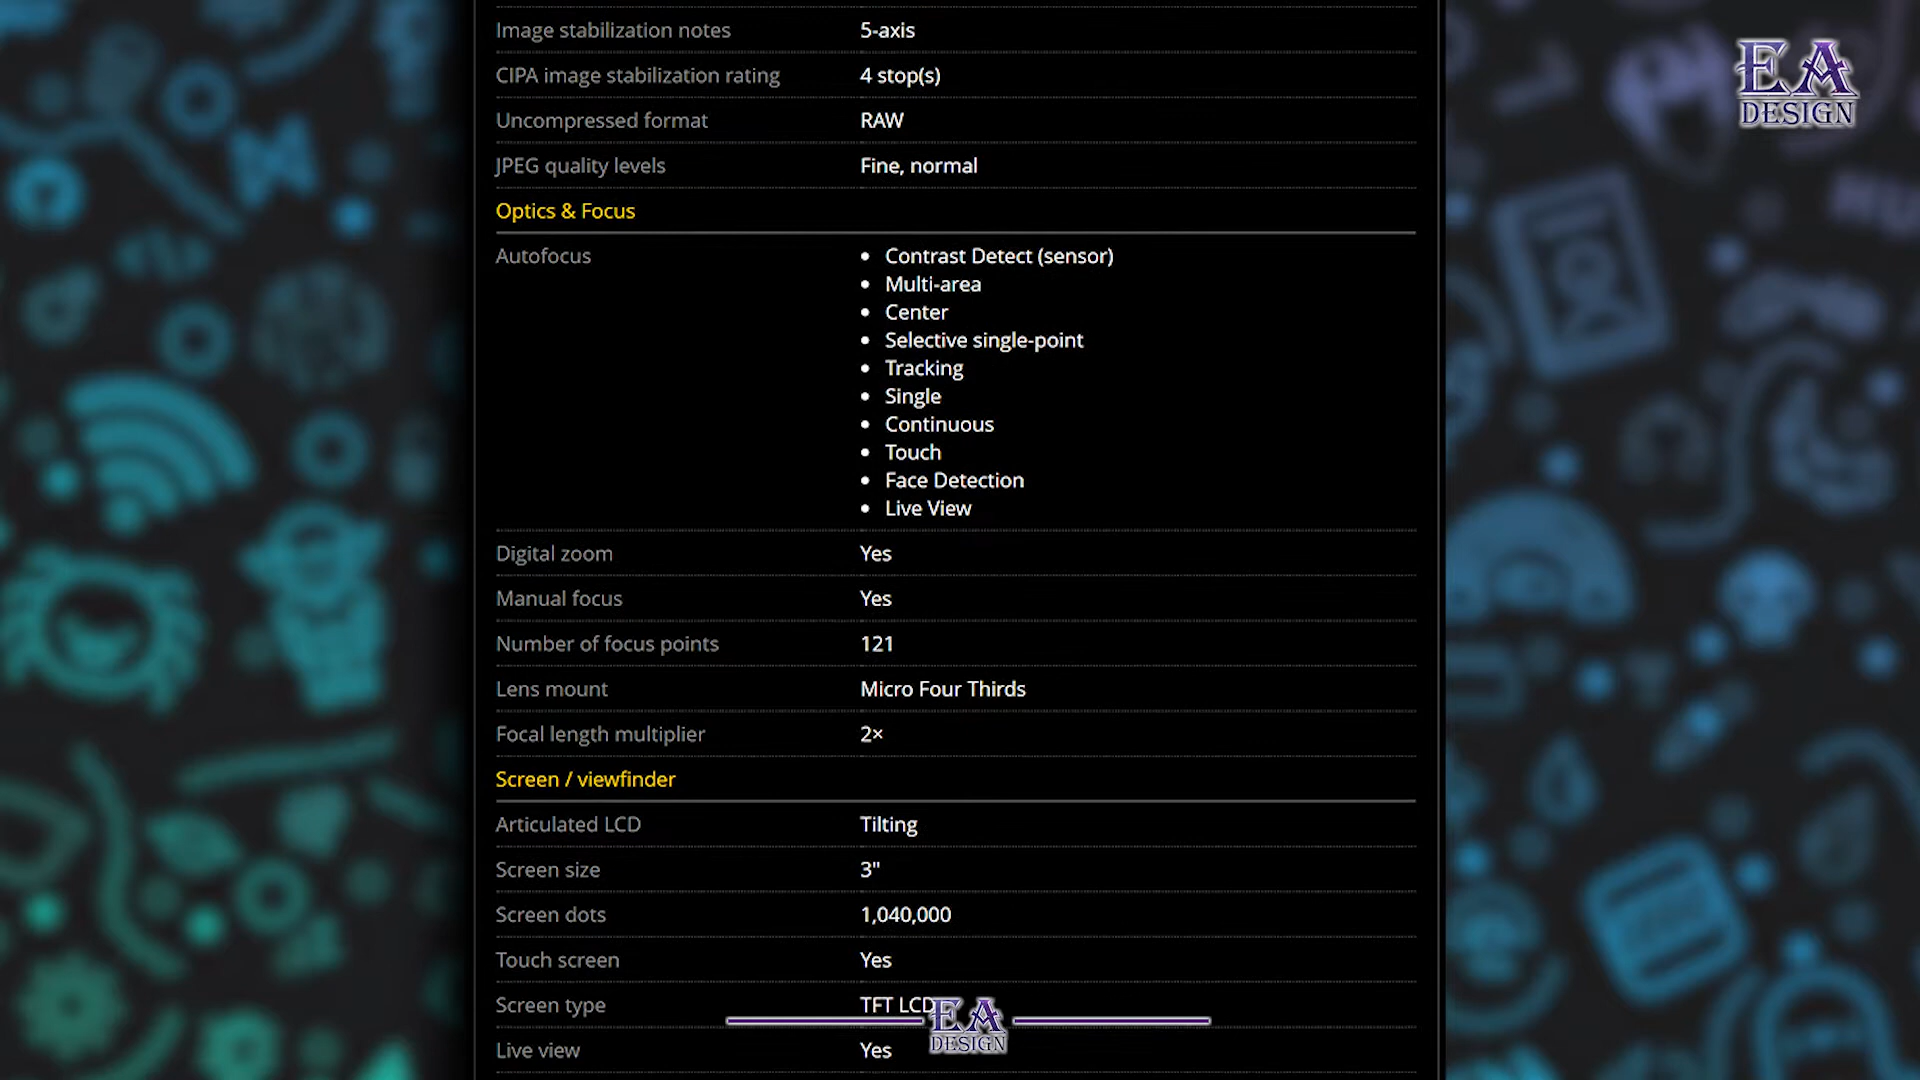 Image stabilization notes 5-axis
EA
DESIGN
CIPA image stabilization rating 4 stop(s)
Uncompressed format RAW
JPEG quality levels Fine, normal
Optics & Focus
Autofocus
• Contrast Detect (sensor)
• Multi-area
• Center
• Selective single-point
• Tracking
• Single
• Continuous
• Touch
• Face Detection
• Live View
Digital zoom Yes
Manual focus Yes
Number of focus points 121
Lens mount Micro Four Thirds
Focal length multiplier 2×
Screen / viewfinder
Articulated LCD Tilting
Screen size 3"
Screen dots 1,040,000
Touch screen Yes
Screen type TFT LCD
EA
DESIGN
Live view Yes